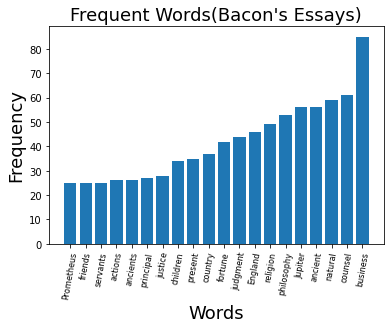 Frequent Words(Bacon's Essays)
Frequency
80
70
60
50
40
30
20
10
0
Prometheus
friends
servants
actions
ancients
principal
justice
children
present
country
fortune
judgment
England
religion
philosophy
Jupiter
ancient
natural
counsel
business
Words